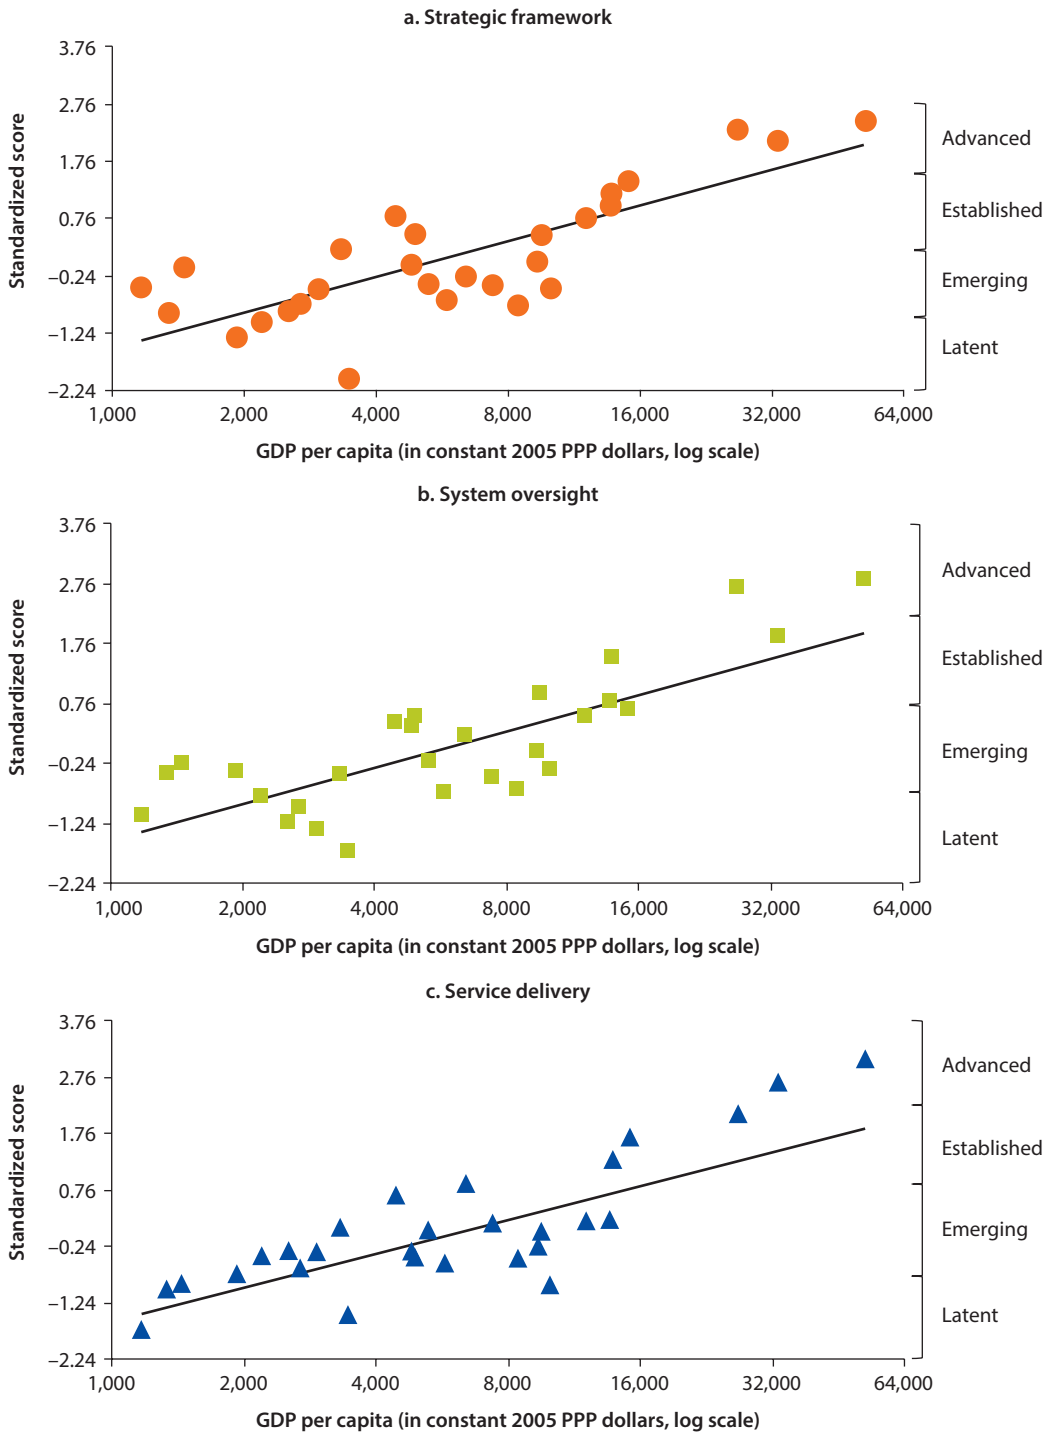 a. Strategic framework
Standardized score
3.76
2.76
1.76
0.76
−0.24
−1.24
−2.24
Advanced
Established
Emerging
Latent
1,000 2,000 4,000 8,000 16,000 32,000 64,000
GDP per capita (in constant 2005 PPP dollars, log scale)
b. System oversight
Standardized score
3.76
2.76
1.76
0.76
−0.24
−1.24
−2.24
Advanced
Established
Emerging
Latent
1,000 2,000 4,000 8,000 16,000 32,000 64,000
GDP per capita (in constant 2005 PPP dollars, log scale)
c. Service delivery
Standardized score
3.76
2.76
1.76
0.76
−0.24
−1.24
−2.24
Advanced
Established
Emerging
Latent
1,000 2,000 4,000 8,000 16,000 32,000 64,000
GDP per capita (in constant 2005 PPP dollars, log scale)